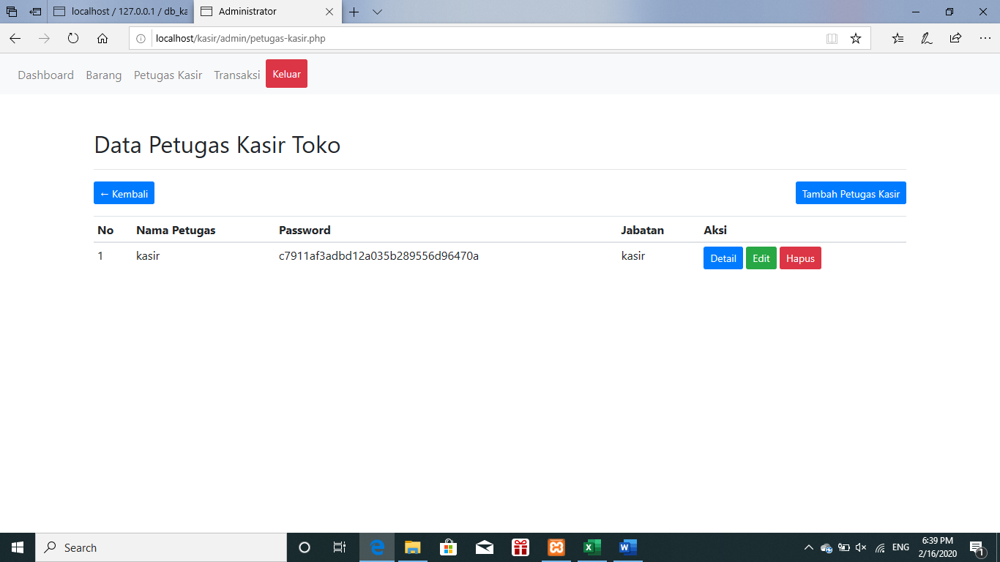 localhost / 127.0.0.1 / db_ka
Administrator
localhost/kasir/admin/petugas-kasir.php
Dashboard Barang Petugas Kasir Transaksi Keluar
Data Petugas Kasir Toko
← Kembali
Tambah Petugas Kasir
No Nama Petugas Password Jabatan Aksi
1 kasir c7911af3adbd12a035b289556d96470a kasir Detail Edit Hapus
Search
ENG
6:39 PM
2/16/2020
1